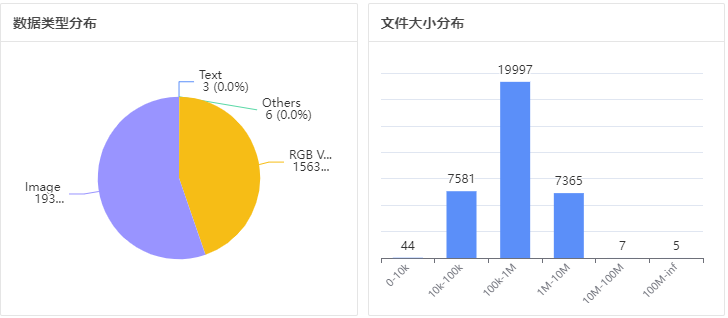 数据类型分布
Text
3 (0.0%)
Others
6 (0.0%)
RGB V...
1563...
Image
193...
文件大小分布
19997
7581
7365
44
7
5
0-10k
10k-100k
100k-1M
1M-10M
10M-100M
100M-inf